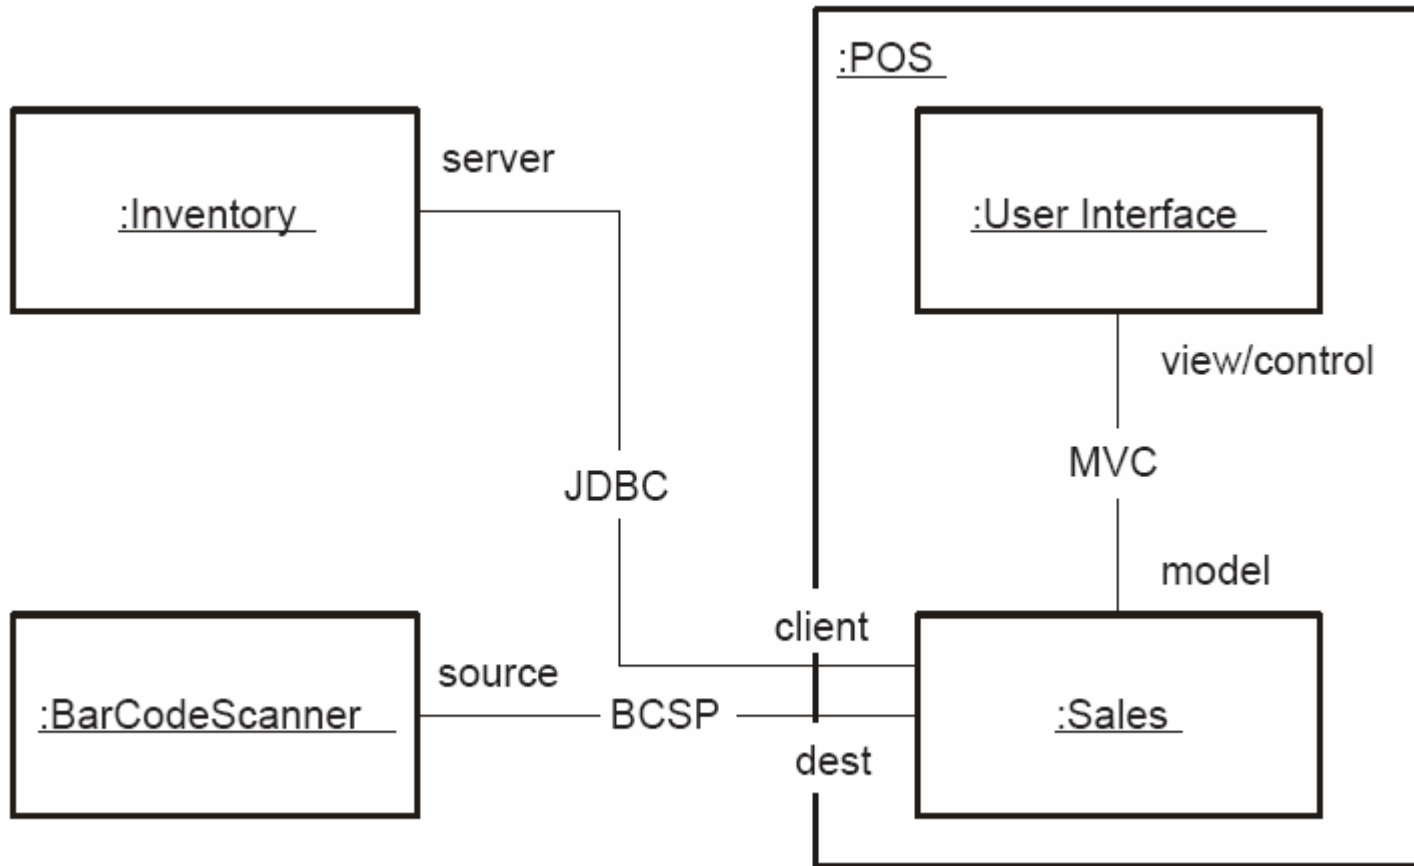 :POS
server
:Inventory
:User Interface
view/control
MVC
JDBC
model
client
source
:BarCodeScanner
BCSP
:Sales
dest